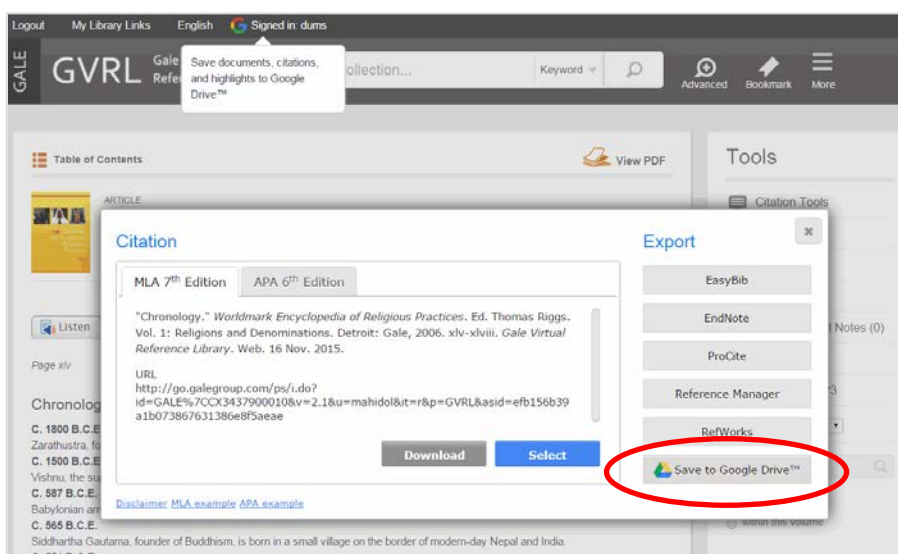 Logout My Library Links English Signed in: dums
Save documents, citations,
and highlights to Google
Drive™
GALE
GVRL Gale
Refe
ollection... Keyword
Advanced Bookmark More
Table of Contents
View PDF
Tools
ARTICLE
Citation Tools
Citation
Export
MLA 7th Edition APA 6th Edition
"Chronology." Worldmark Encyclopedia of Religious Practices. Ed. Thomas Riggs.
Vol. 1: Religions and Denominations. Detroit: Gale, 2006. xlv-xlviii. Gale Virtual
Reference Library. Web. 16 Nov. 2015.
URL
http://go.galegroup.com/ps/i.do?
id=GALE%7CCX3437900010&v=2.1&u=mahidol&it=r&p=GVRL&asid=efb156b39
a1b073867631386e8f5aeae
Download Select
Disclaimer MLA example APA example
EasyBib
EndNote
ProCite
Reference Manager
RefWorks
Save to Google Drive™
Listen
Notes (0)
Page xlv
Chronolog
C. 1800 B.C.E
Zarathustra, fo
C. 1500 B.C.E
Vishnu, the su
C. 587 B.C.E.
Babylonian arr
C. 565 B.C.E.
Siddhartha Gautama, founder of Buddhism, is born in a small village on the border of modern-day Nepal and India.
within this volume